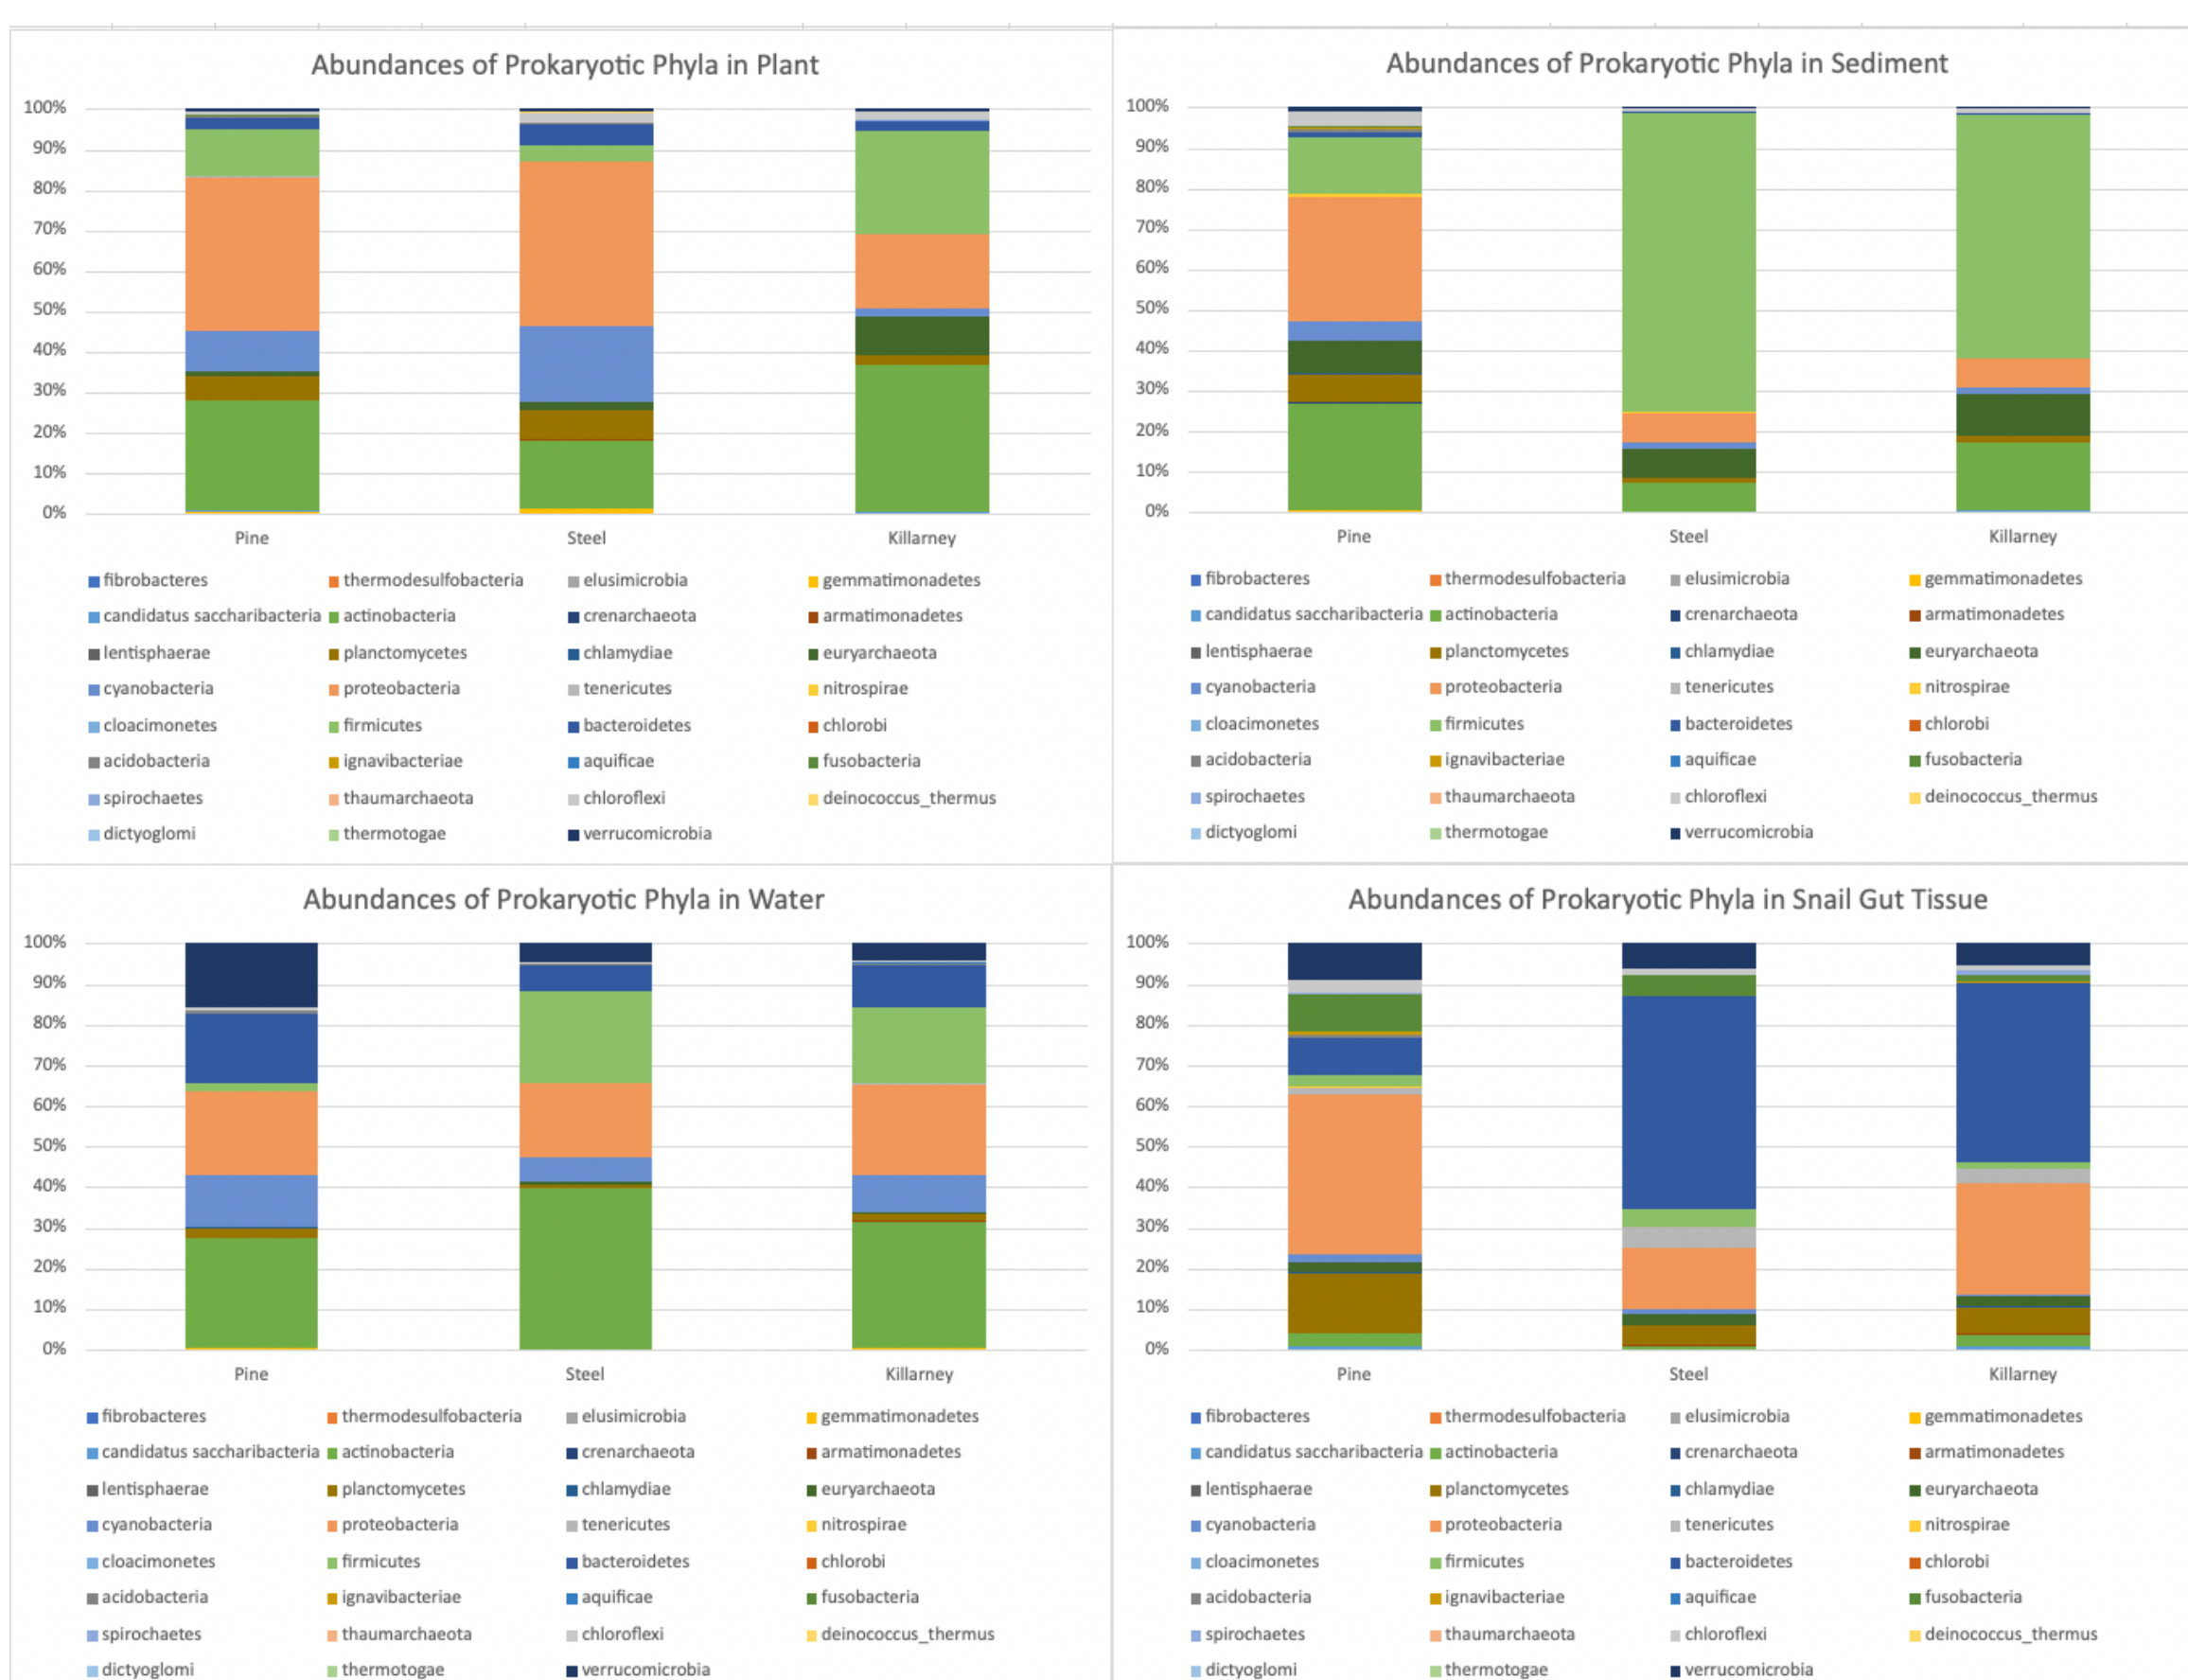 Abundances of Prokaryotic Phyla in Plant
100%
90%
80%
70%
60%
50%
40%
30%
20%
10%
0%
Pine Steel Killarney
fibrobacteres thermodesulfobacteria elusimicrobia gemmatimonadetes
candidatus saccharibacteria actinobacteria crenarchaeota armatimonadetes
lentisphaerae planctomycetes chlamydiae euryarchaeota
cyanobacteria proteobacteria tenericutes nitrospirae
cloacimonetes firmicutes bacteroidetes chlorobi
acidobacteria ignavibacteriae aquificae fusobacteria
spirochaetes thaumarchaeota chloroflexi deinococcus_thermus
dictyoglomi thermotogae verrucomicrobia
Abundances of Prokaryotic Phyla in Sediment
100%
90%
80%
70%
60%
50%
40%
30%
20%
10%
0%
Pine Steel Killarney
fibrobacteres thermodesulfobacteria elusimicrobia gemmatimonadetes
candidatus saccharibacteria actinobacteria crenarchaeota armatimonadetes
lentisphaerae planctomycetes chlamydiae euryarchaeota
cyanobacteria proteobacteria tenericutes nitrospirae
cloacimonetes firmicutes bacteroidetes chlorobi
acidobacteria ignavibacteriae aquificae fusobacteria
spirochaetes thaumarchaeota chloroflexi deinococcus_thermus
dictyoglomi thermotogae verrucomicrobia
Abundances of Prokaryotic Phyla in Water
100%
90%
80%
70%
60%
50%
40%
30%
20%
10%
0%
Pine Steel Killarney
fibrobacteres thermodesulfobacteria elusimicrobia gemmatimonadetes
candidatus saccharibacteria actinobacteria crenarchaeota armatimonadetes
lentisphaerae planctomycetes chlamydiae euryarchaeota
cyanobacteria proteobacteria tenericutes nitrospirae
cloacimonetes firmicutes bacteroidetes chlorobi
acidobacteria ignavibacteriae aquificae fusobacteria
spirochaetes thaumarchaeota chloroflexi deinococcus_thermus
dictyoglomi thermotogae verrucomicrobia
Abundances of Prokaryotic Phyla in Snail Gut Tissue
100%
90%
80%
70%
60%
50%
40%
30%
20%
10%
0%
Pine Steel Killarney
fibrobacteres thermodesulfobacteria elusimicrobia gemmatimonadetes
candidatus saccharibacteria actinobacteria crenarchaeota armatimonadetes
lentisphaerae planctomycetes chlamydiae euryarchaeota
cyanobacteria proteobacteria tenericutes nitrospirae
cloacimonetes firmicutes bacteroidetes chlorobi
acidobacteria ignavibacteriae aquificae fusobacteria
spirochaetes thaumarchaeota chloroflexi deinococcus_thermus
dictyoglomi thermotogae verrucomicrobia